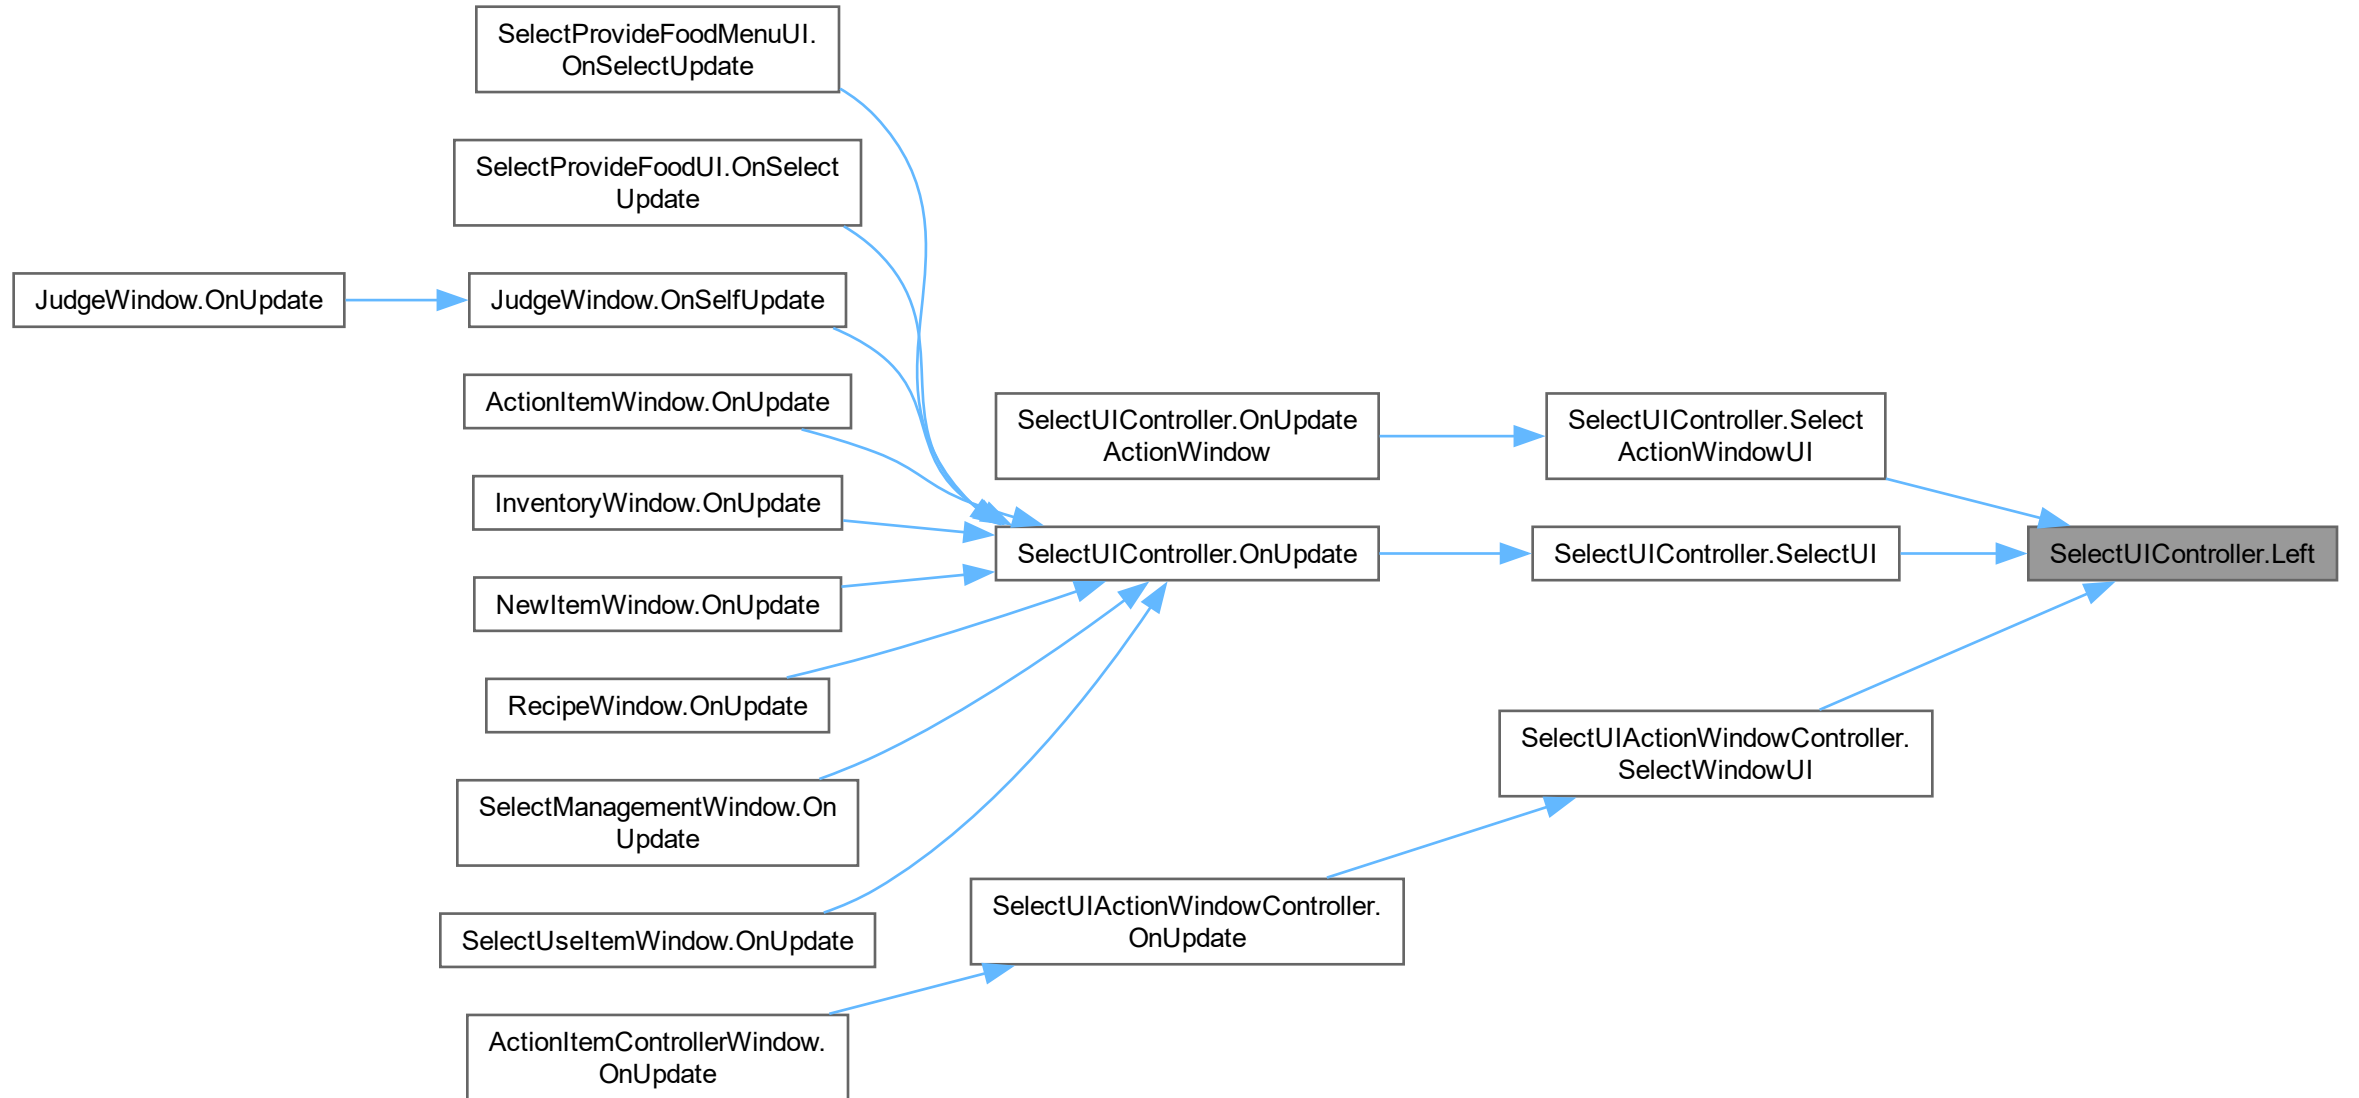 SelectProvideFoodMenuUI.
OnSelectUpdate
SelectProvideFoodUI.OnSelect
Update
JudgeWindow.OnUpdate
JudgeWindow.OnSelfUpdate
ActionItemWindow.OnUpdate
InventoryWindow.OnUpdate
NewItemWindow.OnUpdate
RecipeWindow.OnUpdate
SelectManagementWindow.On
Update
SelectUseItemWindow.OnUpdate
ActionItemControllerWindow.
OnUpdate
SelectUIController.OnUpdate
ActionWindow
SelectUIController.OnUpdate
SelectUIActionWindowController.
OnUpdate
SelectUIController.Select
ActionWindowUI
SelectUIController.SelectUI
SelectUIActionWindowController.
SelectWindowUI
SelectUIController.Left